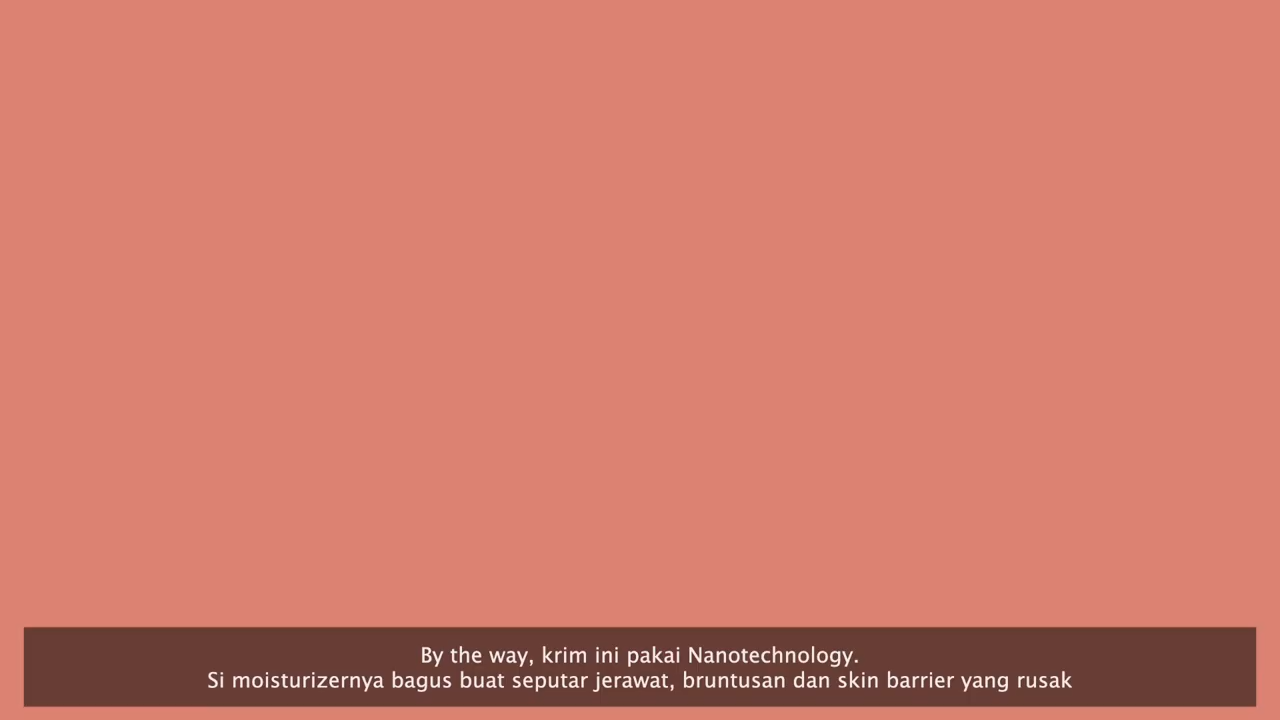 By the way, krim ini pakai Nanotechnology.
Si moisturizernya bagus buat seputar jerawat, bruntusan dan skin barrier yang rusak